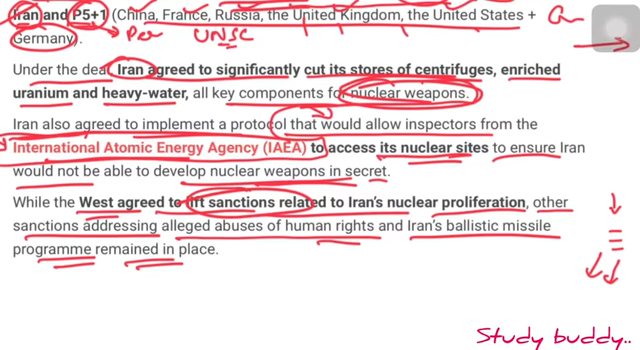 Iran and P5+1 (China, France, Russia, the United Kingdom, the United States +
Germany).
Per UNSC
Under the deal Iran agreed to significantly cut its stores of centrifuges, enriched
uranium and heavy-water, all key components for nuclear weapons.
Iran also agreed to implement a protocol that would allow inspectors from the
International Atomic Energy Agency (IAEA) to access its nuclear sites to ensure Iran
would not be able to develop nuclear weapons in secret.
While the West agreed to lift sanctions related to Iran's nuclear proliferation, other
sanctions addressing alleged abuses of human rights and Iran's ballistic missile
programme remained in place.
Study buddy..